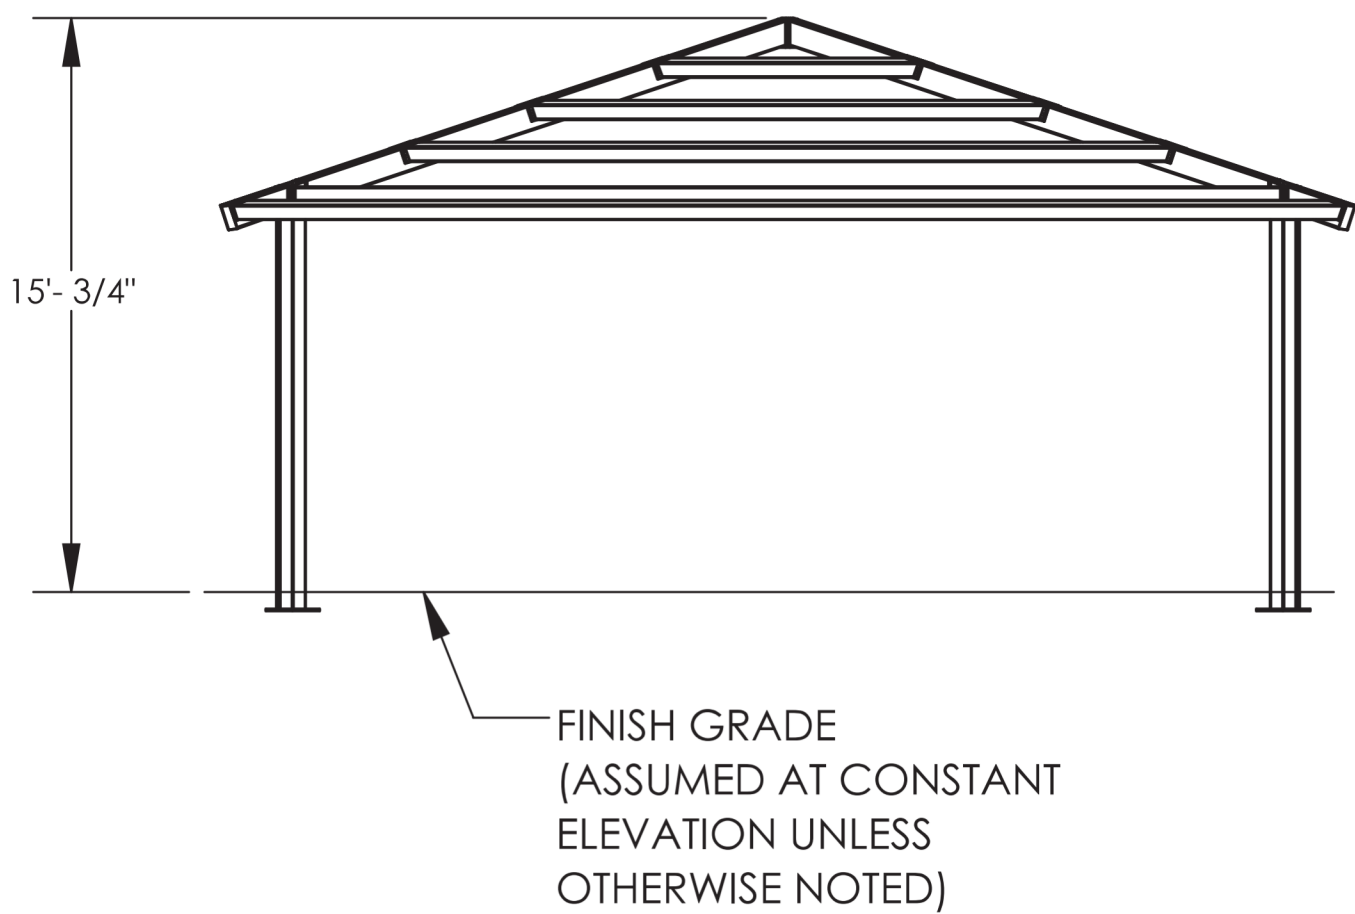 15'- 3/4"
FINISH GRADE
(ASSUMED AT CONSTANT
ELEVATION UNLESS
OTHERWISE NOTED)